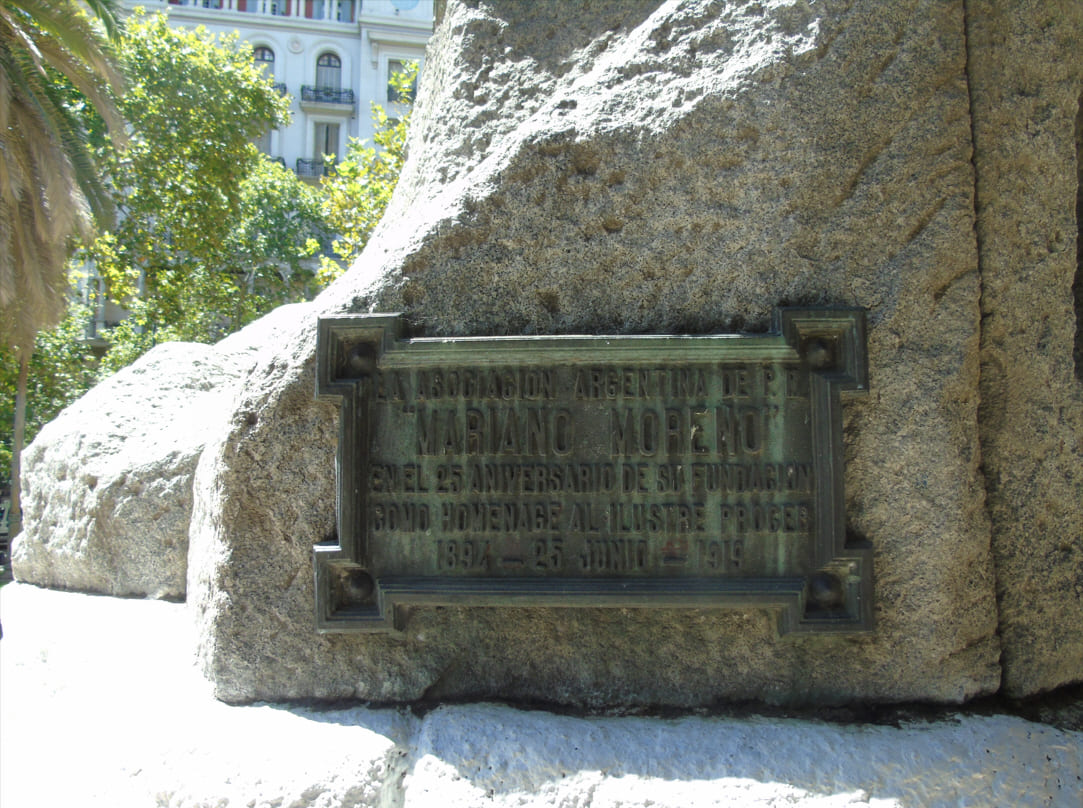 LA ASOCIACION ARGENTINA DE P. P.
"MARIANO MORENO"
EN EL 25 ANIVERSARIO DE SU FUNDACION
COMO HOMENAGE AL ILUSTRE PROCER
1894 — 25 JUNIO — 1919